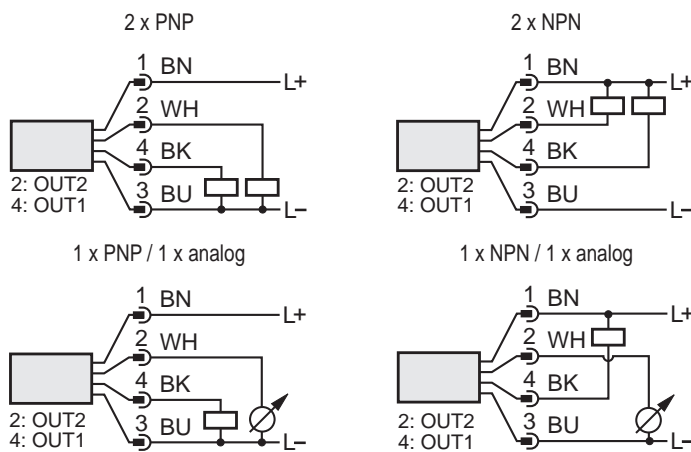 2 x PNP
1 BN
L+
2 WH
4 BK
3 BU
L–
2: OUT2
4: OUT1
2 x NPN
1 BN
L+
2 WH
4 BK
3 BU
L–
2: OUT2
4: OUT1
1 x PNP / 1 x analog
1 BN
L+
2 WH
4 BK
3 BU
L–
2: OUT2
4: OUT1
1 x NPN / 1 x analog
1 BN
L+
2 WH
4 BK
3 BU
L–
2: OUT2
4: OUT1